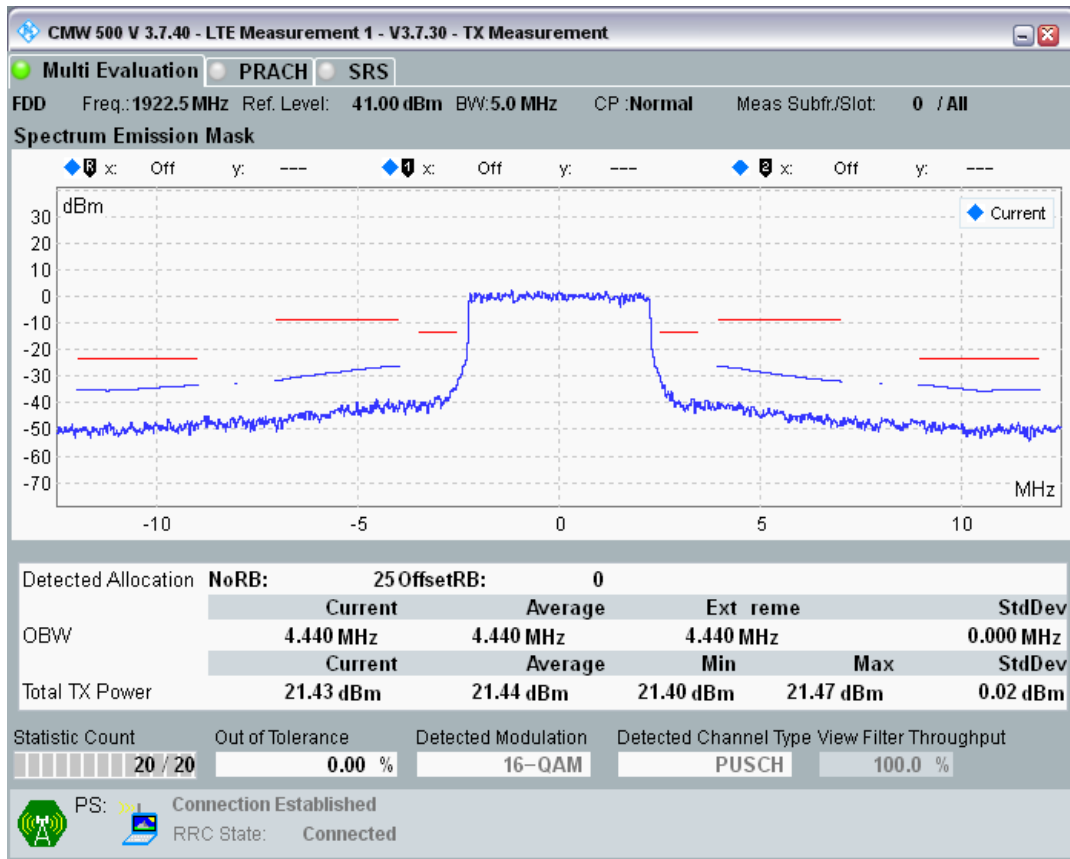 CMW 500 V 3.7.40 - LTE Measurement 1 - V3.7.30 - TX Measurement
Multi Evaluation PRACH SRS
FDD Freq.:1922.5 MHz Ref. Level: 41.00 dBm BW:5.0 MHz CP :Normal Meas Subfr./Slot: 0 / All
Spectrum Emission Mask
R x: Off y: --- 1 x: Off y: --- 2 x: Off y: ---
dBm
Current
30
20
10
0
-10
-20
-30
-40
-50
-60
-70
MHz
-10 -5 0 5 10
Detected Allocation NoRB: 25 OffsetRB: 0
Current Average Ext reme StdDev
OBW 4.440 MHz 4.440 MHz 4.440 MHz 0.000 MHz
Current Average Min Max StdDev
Total TX Power 21.43 dBm 21.44 dBm 21.40 dBm 21.47 dBm 0.02 dBm
Statistic Count Out of Tolerance Detected Modulation Detected Channel Type View Filter Throughput
20 / 20 0.00 % 16-QAM PUSCH 100.0 %
PS: Connection Established
RRC State: Connected